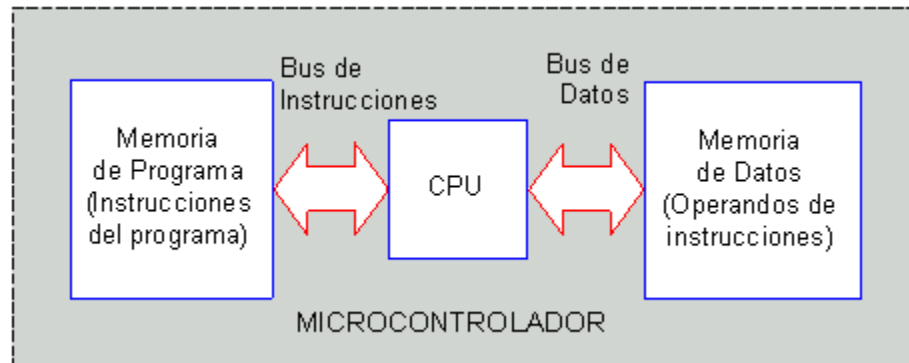 Memoria
de Programa
(Instrucciones
del programa)
Bus de
Instrucciones
CPU
Bus de
Datos
Memoria
de Datos
(Operandos de
instrucciones)
MICROCONTROLADOR